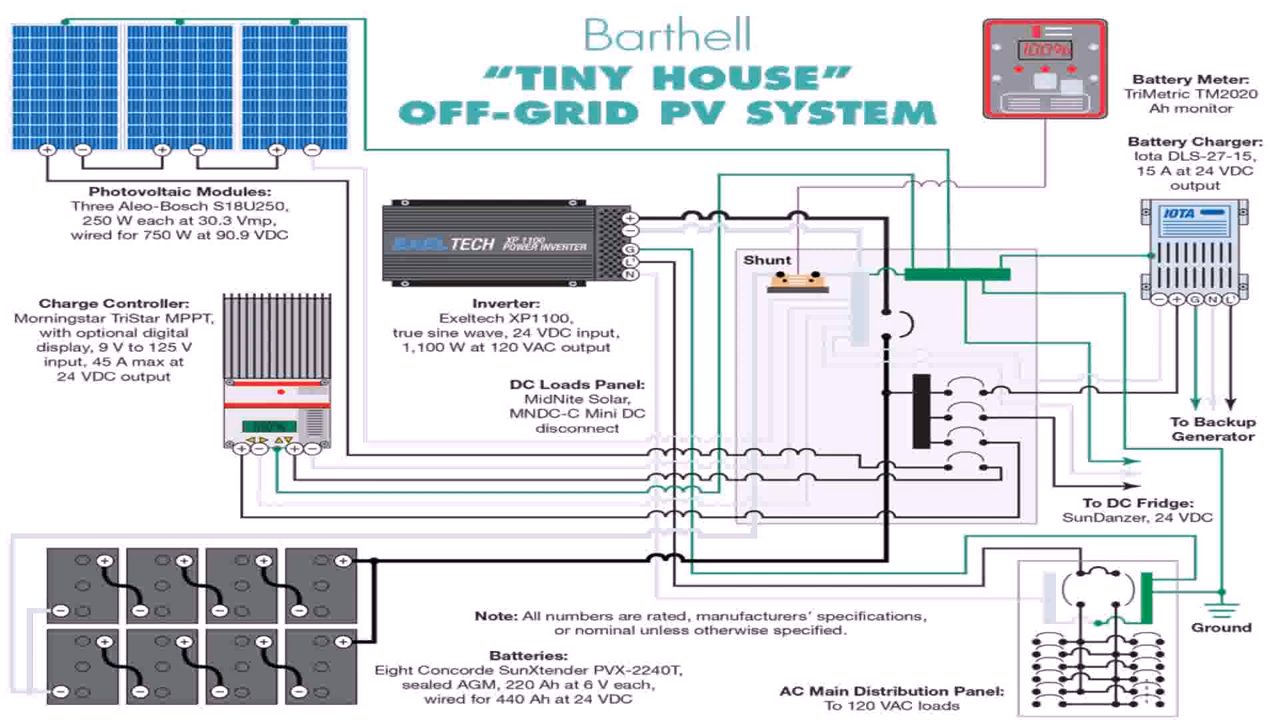 Barthell
“TINY HOUSE”
OFF-GRID PV SYSTEM
100%
Battery Meter:
TriMetric TM2020
Ah monitor
Battery Charger:
Iota DLS-27-15,
15 A at 24 VDC
output
IOTA
Photovoltaic Modules:
Three Aleo-Bosch S18U250,
250 W each at 30.3 Vmp,
wired for 750 W at 90.9 VDC
EXELTECH XP 1100
POWER INVERTER
G
L
N
Shunt
Charge Controller:
Morningstar TriStar MPPT,
with optional digital
display, 9 V to 125 V
input, 45 A max at
24 VDC output
Inverter:
Exeltech XP1100,
true sine wave, 24 VDC input,
1,100 W at 120 VAC output
G N L
DC Loads Panel:
MidNite Solar,
MNDC-C Mini DC
disconnect
100%
To Backup
Generator
To DC Fridge:
SunDanzer, 24 VDC
Note: All numbers are rated, manufacturers’ specifications,
or nominal unless otherwise specified.
Ground
Batteries:
Eight Concorde SunXtender PVX-2240T,
sealed AGM, 220 Ah at 6 V each,
wired for 440 Ah at 24 VDC
AC Main Distribution Panel:
To 120 VAC loads